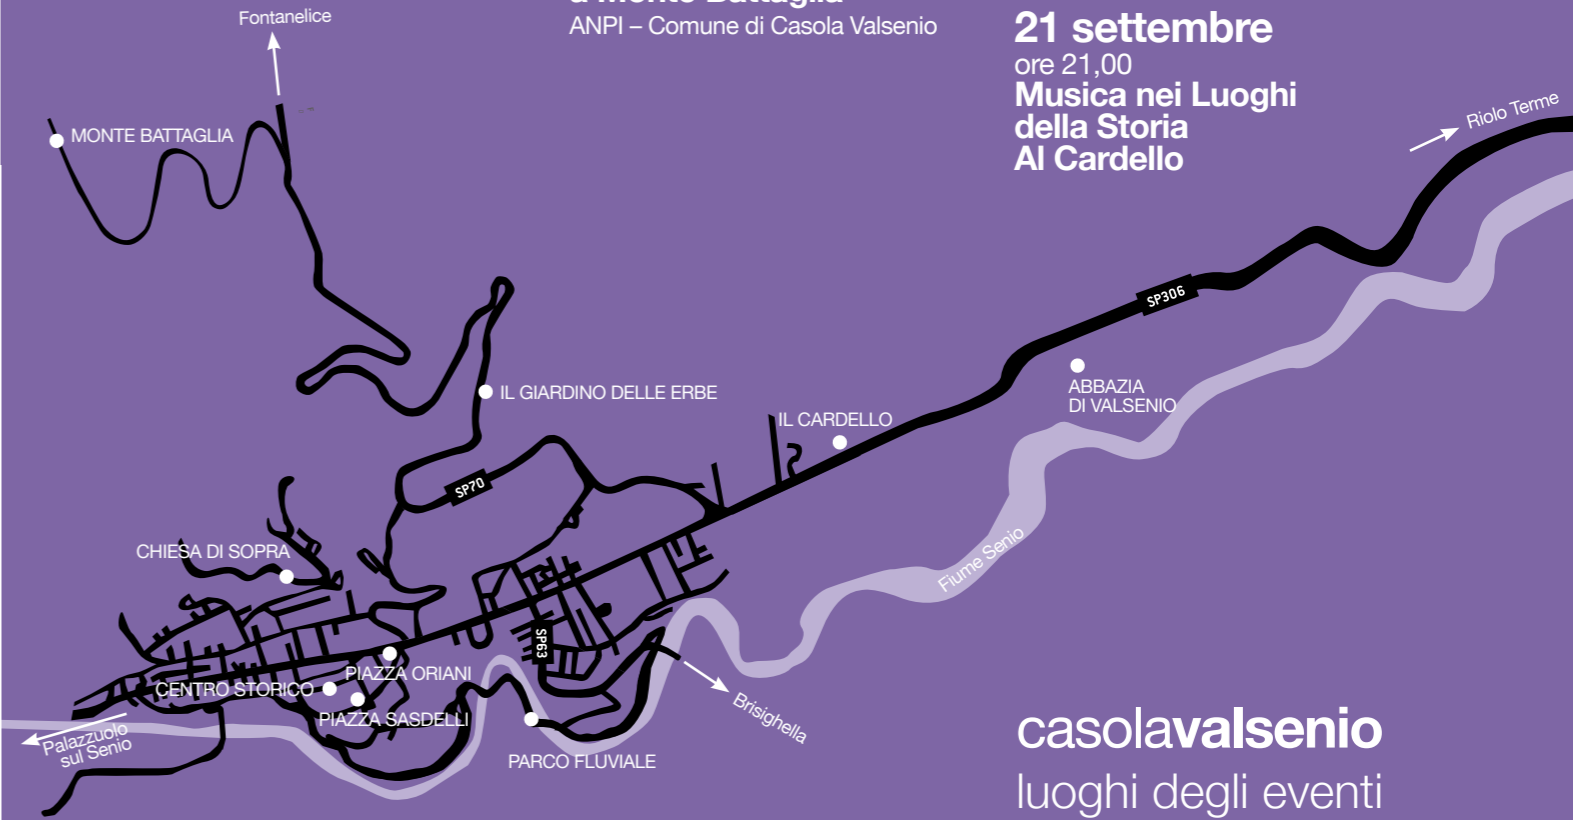 a Monte Battaglia
ANPI – Comune di Casola Valsenio
21 settembre
ore 21,00
Musica nei Luoghi
della Storia
Al Cardello
Fontanelice
MONTE BATTAGLIA
Riolo Terme
SP306
IL GIARDINO DELLE ERBE
ABBAZIA
DI VALSENIO
IL CARDELLO
SP70
CHIESA DI SOPRA
Fiume Senio
SP63
PIAZZA ORIANI
CENTRO STORICO
PIAZZA SASDELLI
Brisighella
Palazzuolo
sul Senio
PARCO FLUVIALE
casolavalsenio
luoghi degli eventi